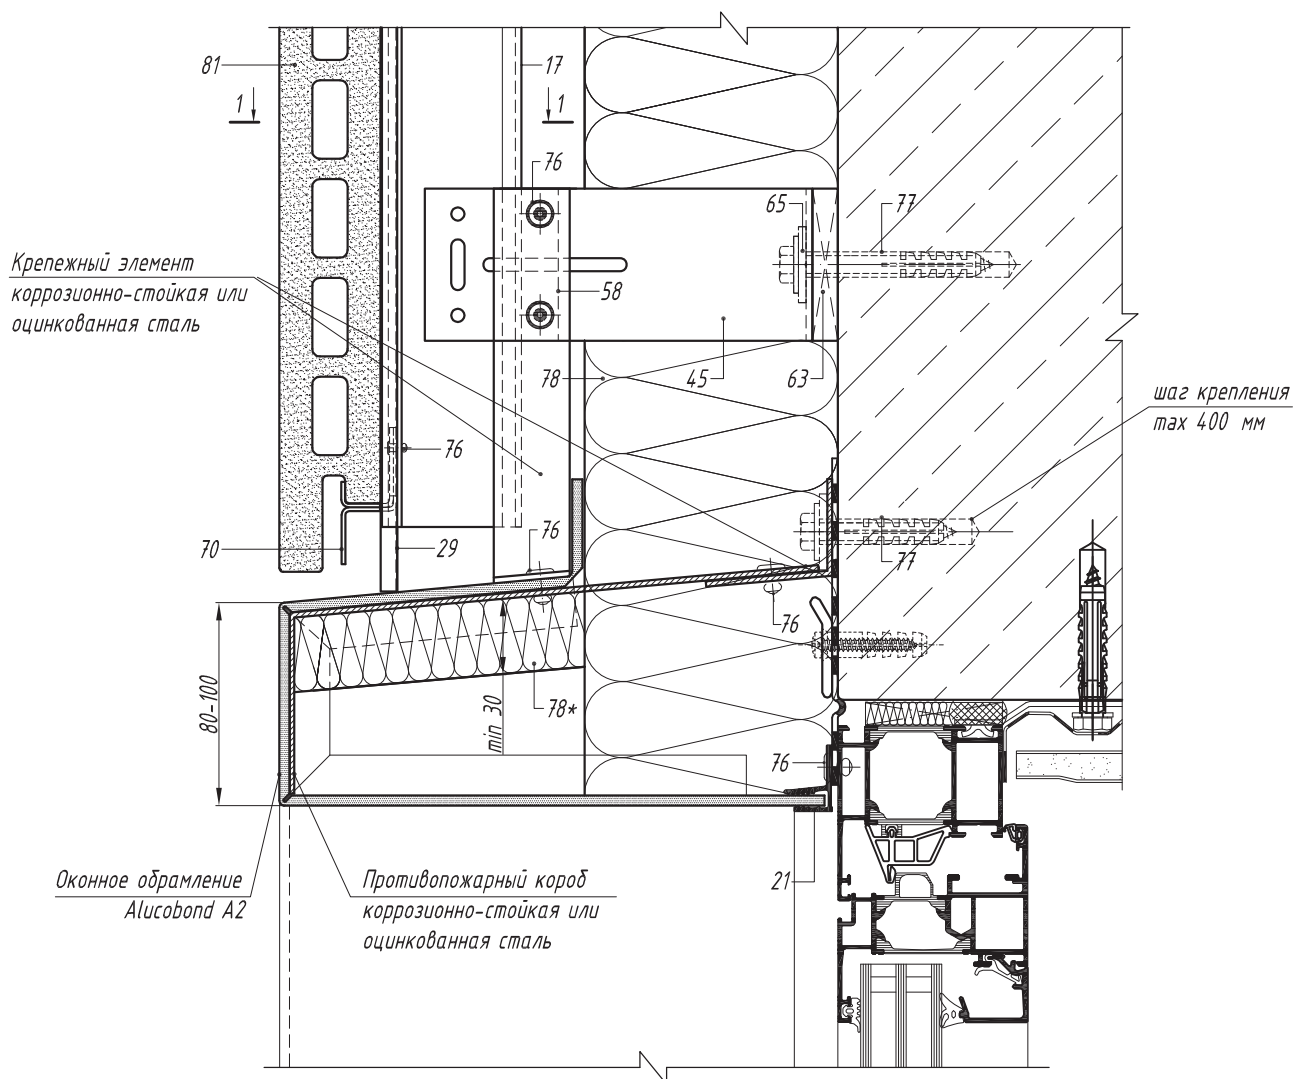 81
17
1
1
76
65
77
Крепежный элемент
коррозионно-стойкая или
оцинкованная сталь
58
78
45
63
шаг крепления
max 400 мм
76
70
29
76
77
76
80-100
min 30
78*
76
Оконное обрамление
Alucobond A2
Противопожарный короб
коррозионно-стойкая или
оцинкованная сталь
21